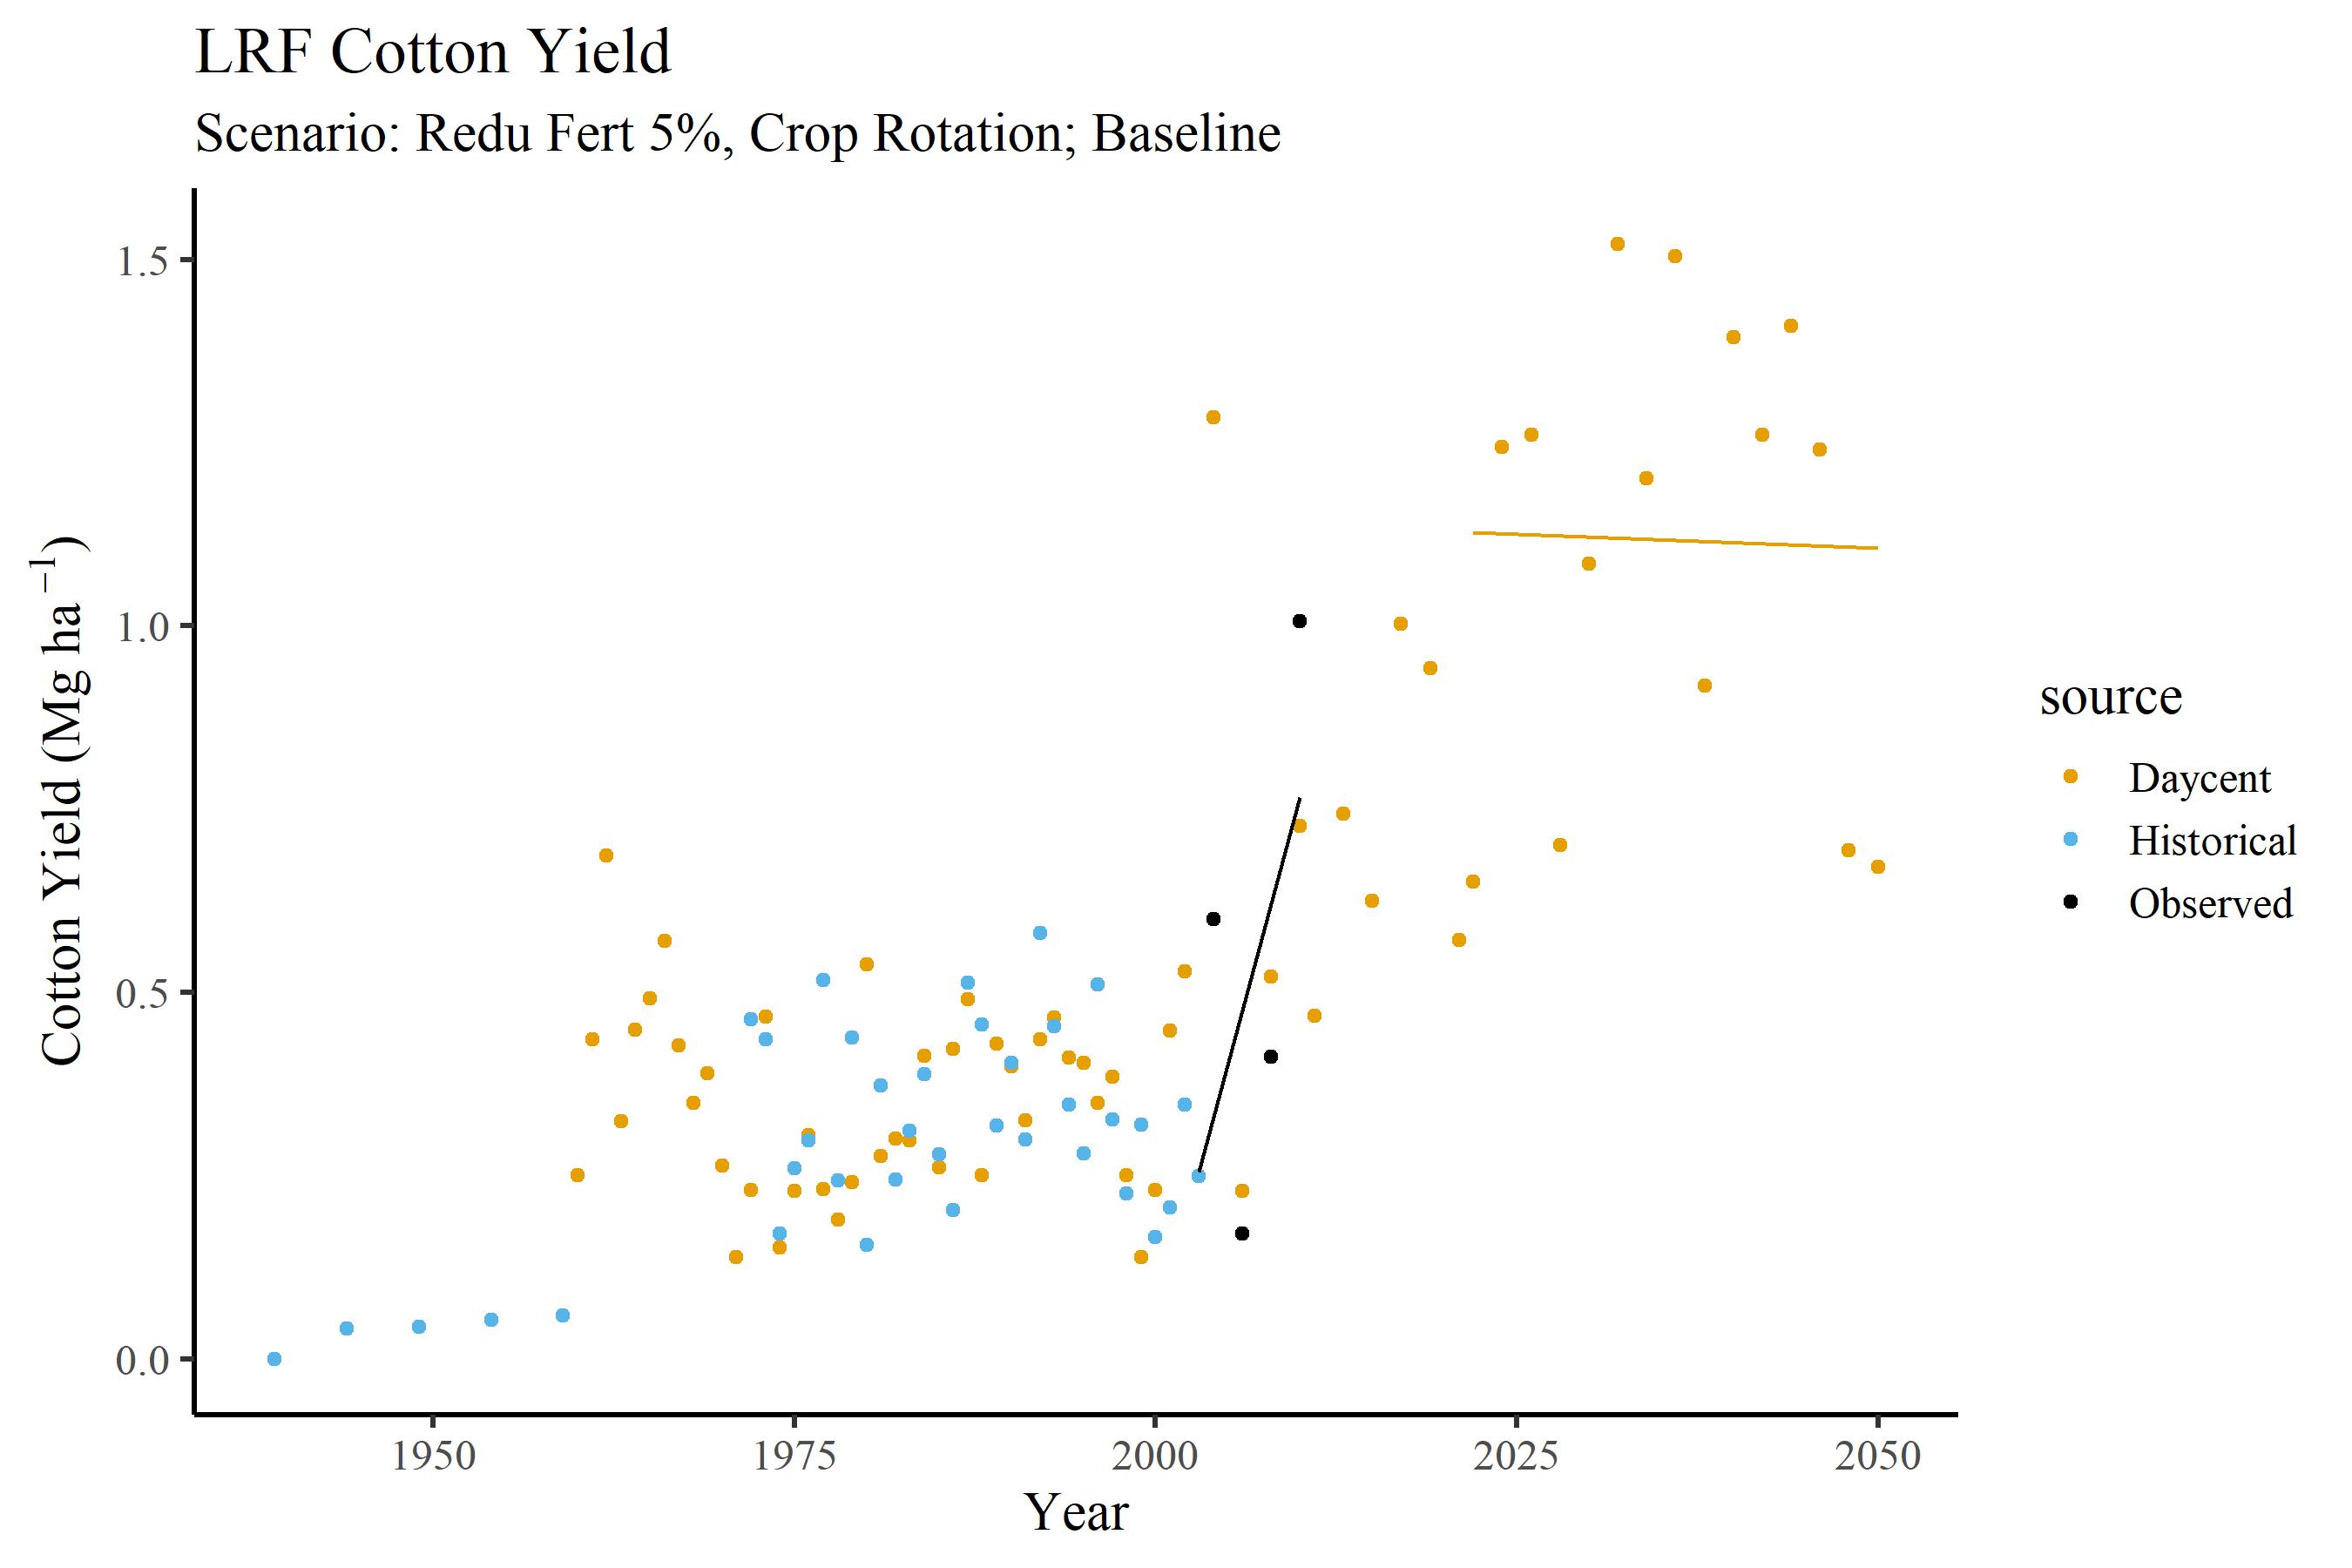 LRF Cotton Yield
Scenario: Redu Fert 5%, Crop Rotation; Baseline
Cotton Yield (Mg ha −1)
1.5
1.0
0.5
0.0
1950 1975 2000 2025 2050
Year
source
Daycent
Historical
Observed